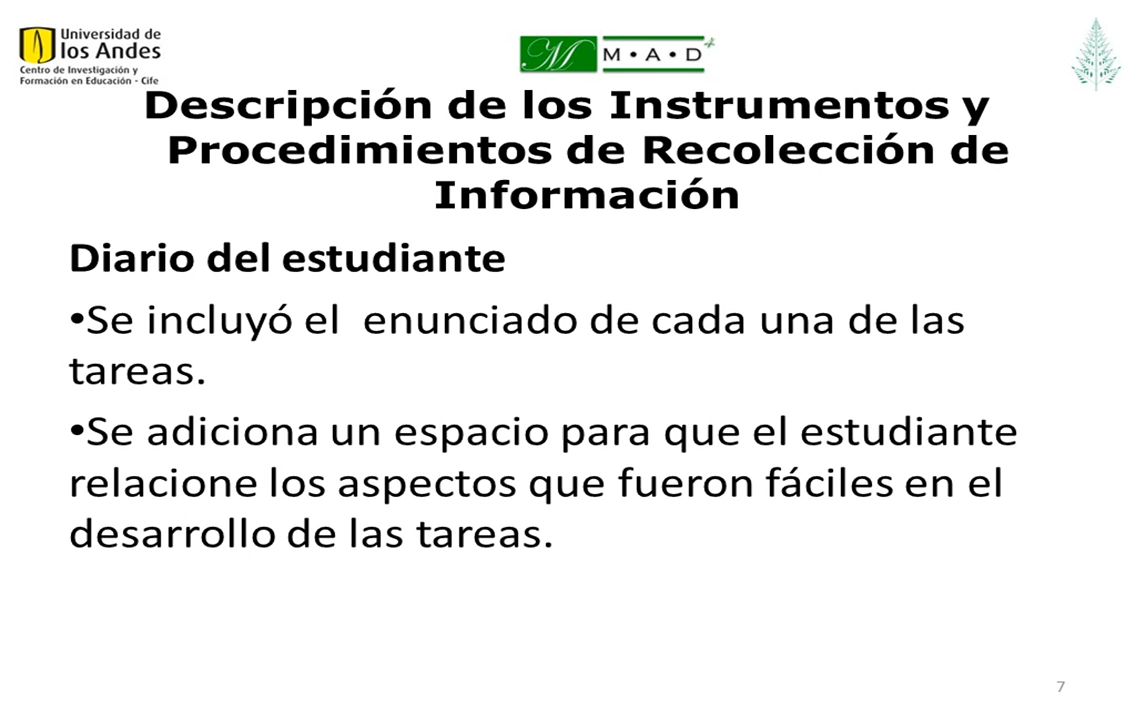 Universidad de
los Andes
Centro de Investigación y
Formación en Educación - Cife
M M•A•D+
Descripción de los Instrumentos y
Procedimientos de Recolección de
Información
Diario del estudiante
•Se incluyó el  enunciado de cada una de las
tareas.
•Se adiciona un espacio para que el estudiante
relacione los aspectos que fueron fáciles en el
desarrollo de las tareas.
7